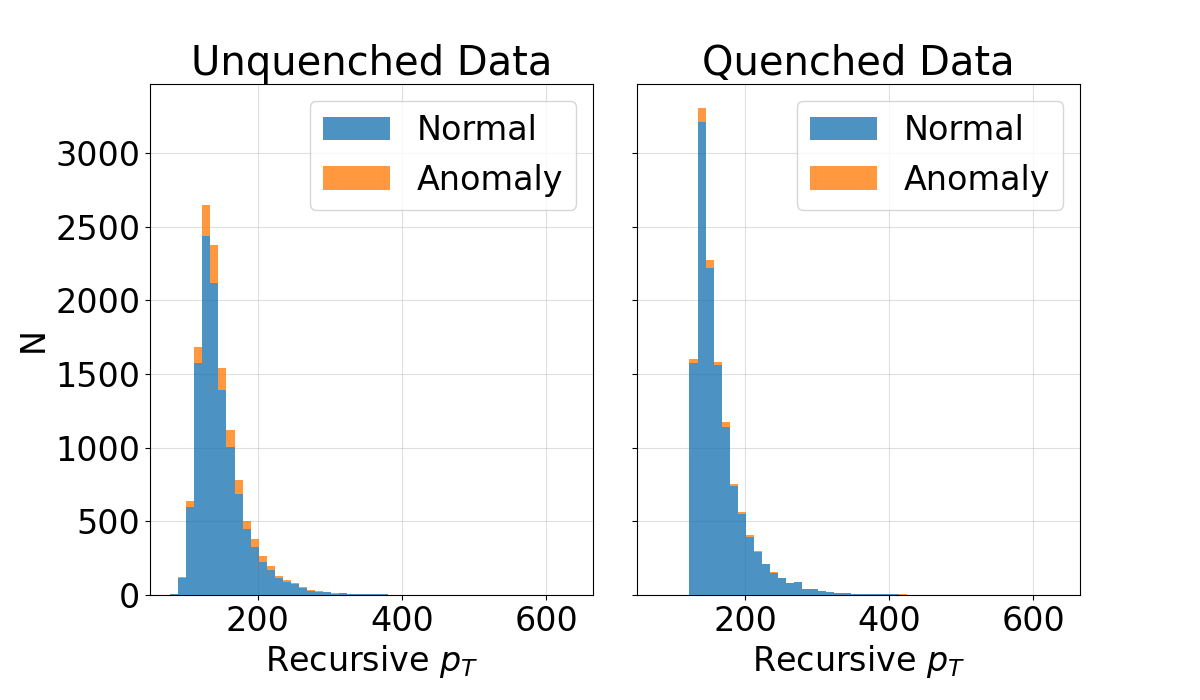 Unquenched Data
Quenched Data
Normal
Anomaly
Normal
Anomaly
3000
2500
2000
1500
1000
500
0
N
200 400 600
200 400 600
Recursive p_T
Recursive p_T